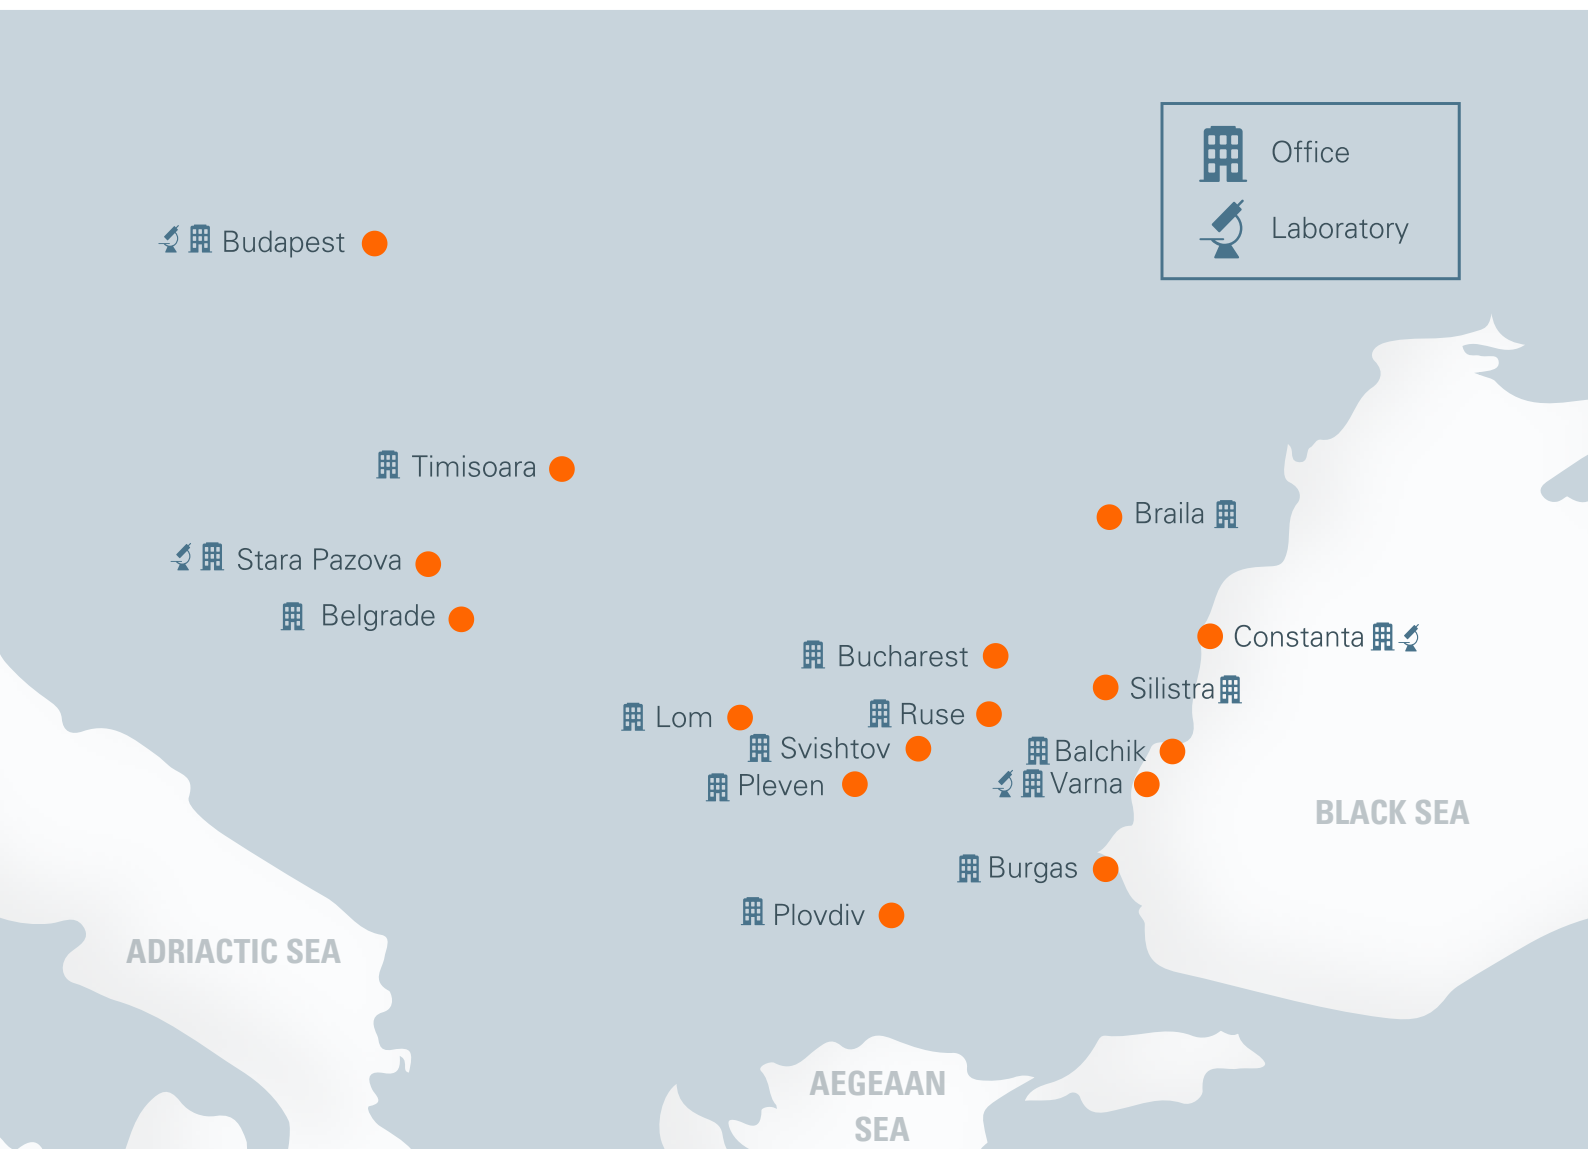 Office
Laboratory
Budapest
Timisoara
Braila
Stara Pazova
Belgrade
Constanta
Bucharest
Silistra
Lom
Ruse
Svishtov
Balchik
Pleven
Varna
BLACK SEA
Burgas
Plovdiv
ADRIACTIC SEA
AEGEAAN
SEA